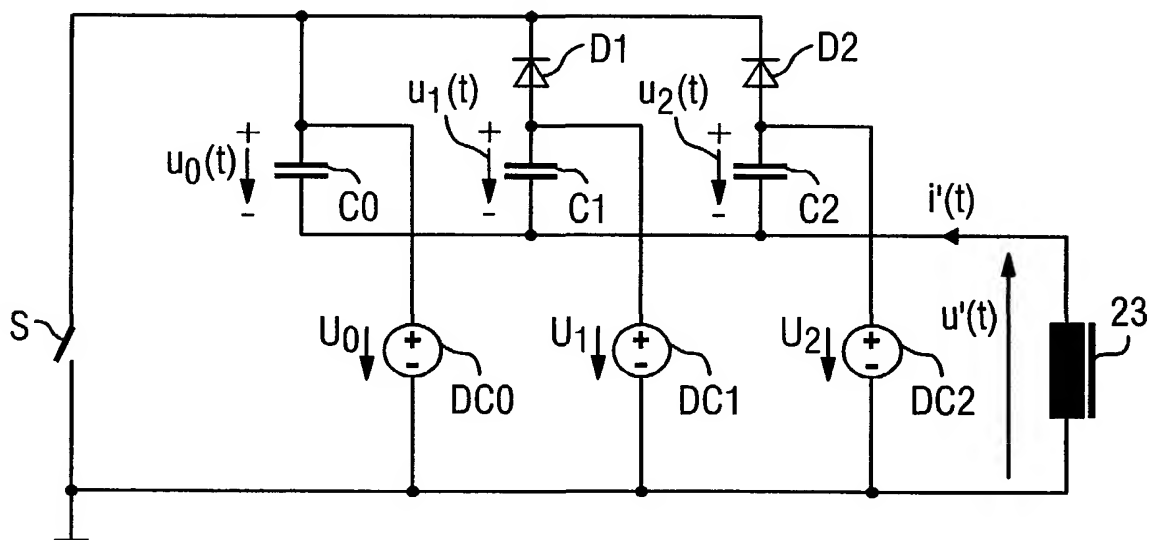 D1
D2
u1(t)
u2(t)
+
+
+
u0(t)
-
-
-
C0
C1
C2
i'(t)
S
U0
+
-
U1
+
-
U2
+
-
u'(t)
23
DC0
DC1
DC2